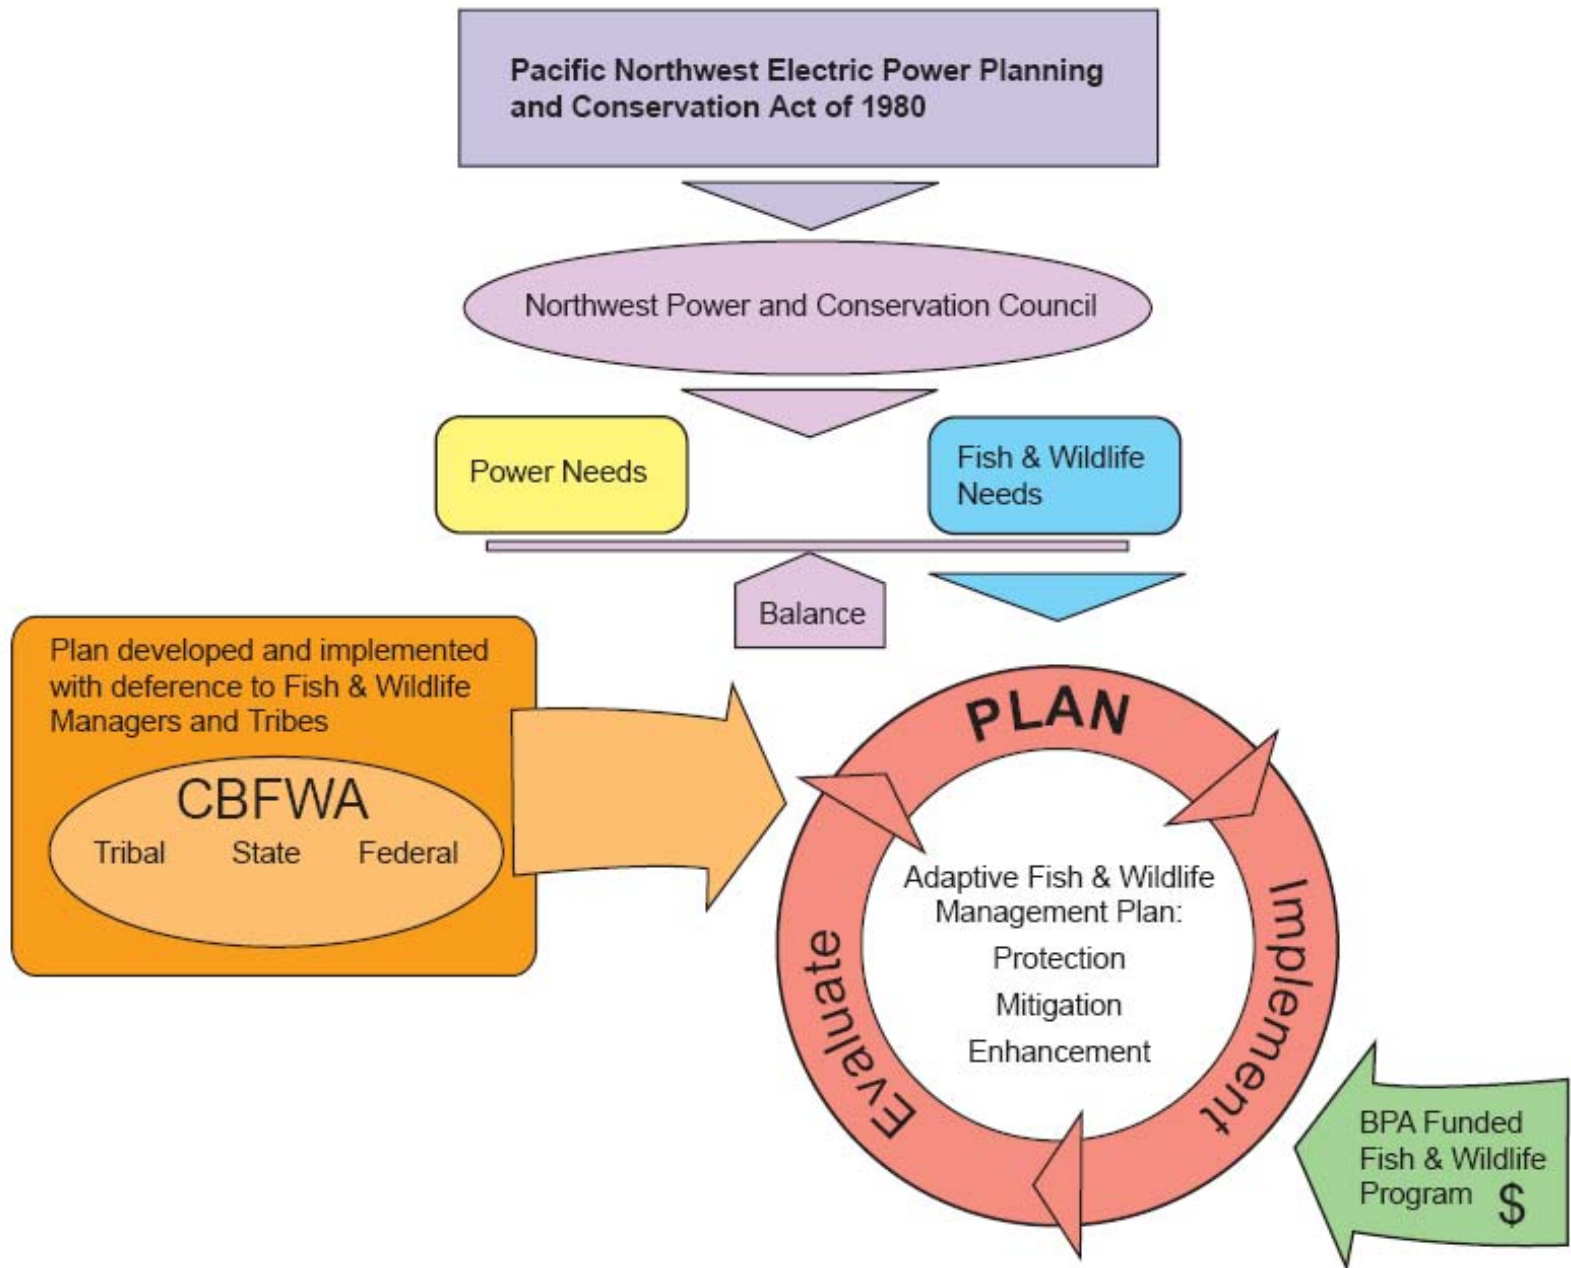 Pacific Northwest Electric Power Planning
and Conservation Act of 1980
Northwest Power and Conservation Council
Power Needs
Fish & Wildlife
Needs
Balance
Plan developed and implemented
with deference to Fish & Wildlife
Managers and Tribes
CBFWA
Tribal State Federal
PLAN
Implement
Evaluate
Adaptive Fish & Wildlife
Management Plan:
Protection
Mitigation
Enhancement
BPA Funded
Fish & Wildlife
Program $